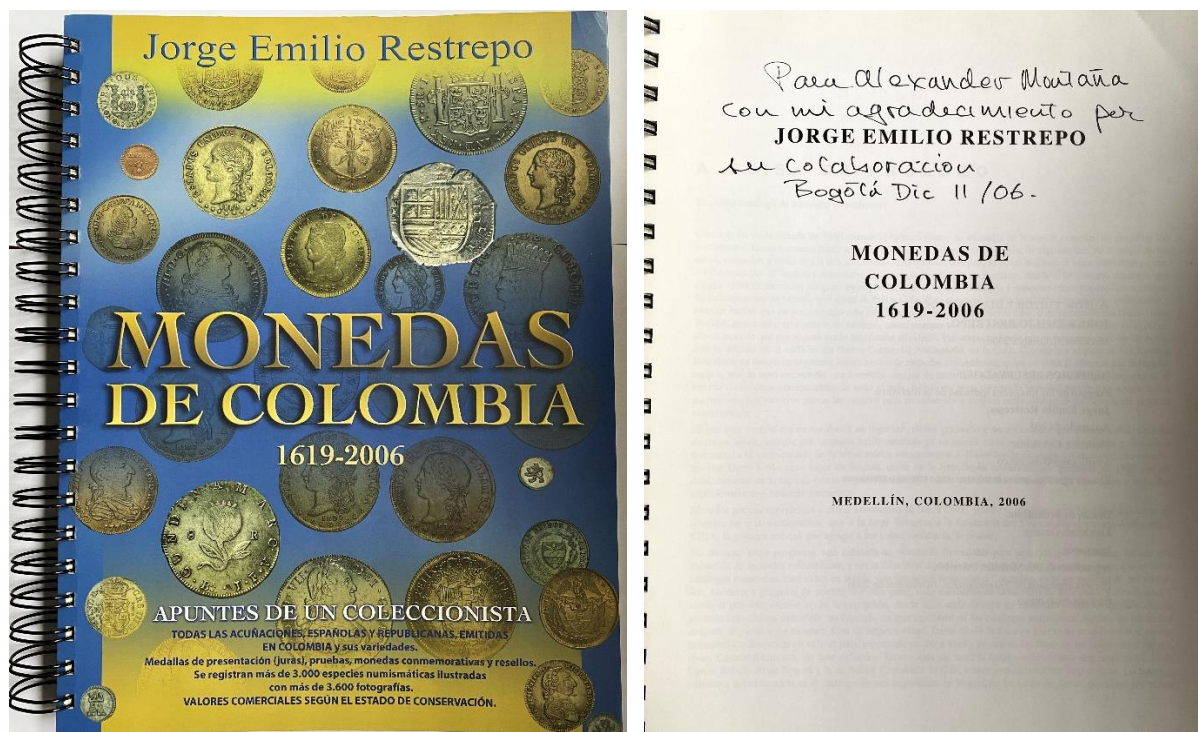 Jorge Emilio Restrepo
MONEDAS
DE COLOMBIA
1619-2006
APUNTES DE UN COLECCIONISTA
TODAS LAS ACUÑACIONES, ESPAÑOLAS Y REPUBLICANAS, EMITIDAS
EN COLOMBIA y sus variedades.
Medallas de presentación (juras), pruebas, monedas conmemorativas y resellos.
Se registran más de 3.000 especies numismáticas ilustradas
con más de 3.600 fotografías.
VALORES COMERCIALES SEGÚN EL ESTADO DE CONSERVACIÓN.
Para Alexander Montaña
con mi agradecimiento por
JORGE EMILIO RESTREPO
su colaboración
Bogotá Dic 11/06.
MONEDAS DE
COLOMBIA
1619-2006
MEDELLÍN, COLOMBIA, 2006